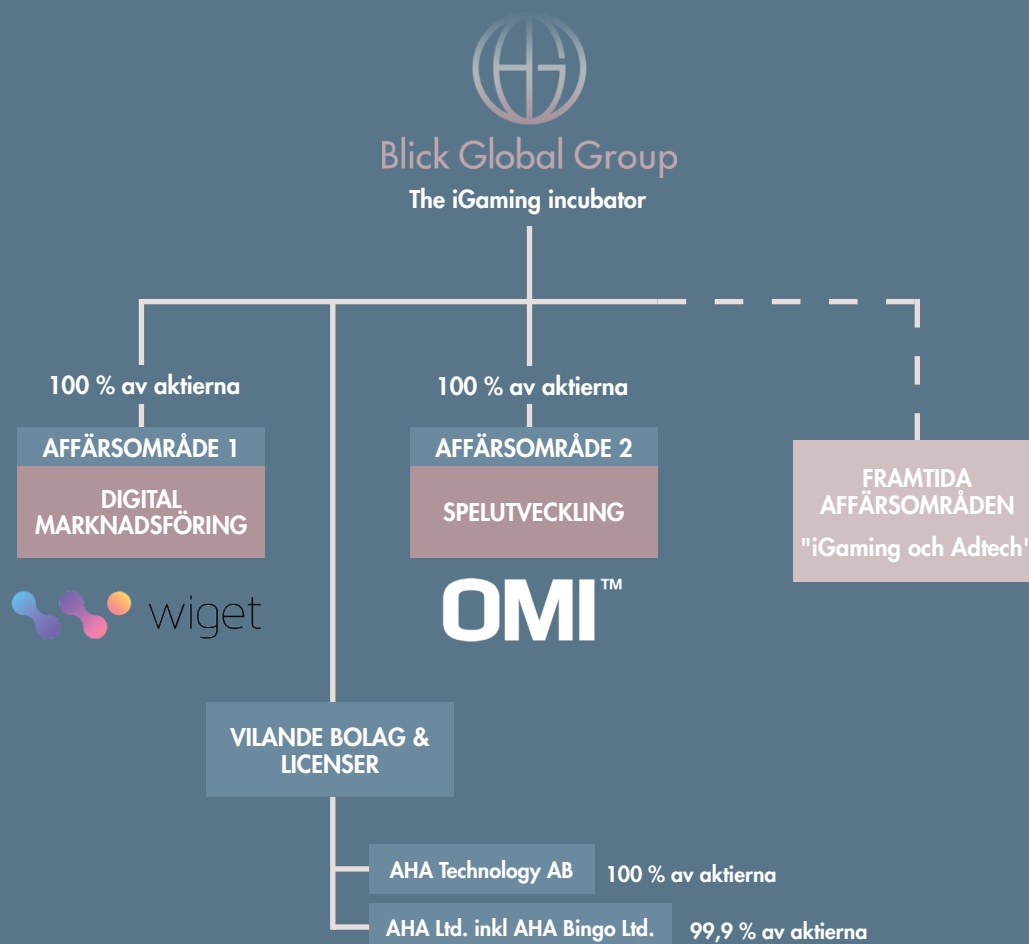 Blick Global Group
The iGaming incubator
100 % av aktierna
AFFÄRSOMRÅDE 1
DIGITAL
MARKNADSFÖRING
wiget
100 % av aktierna
AFFÄRSOMRÅDE 2
SPELUTVECKLING
OMI™
FRAMTIDA
AFFÄRSOMRÅDEN
"iGaming och Adtech"
VILANDE BOLAG &
LICENSER
AHA Technology AB 100 % av aktierna
AHA Ltd. inkl AHA Bingo Ltd. 99,9 % av aktierna